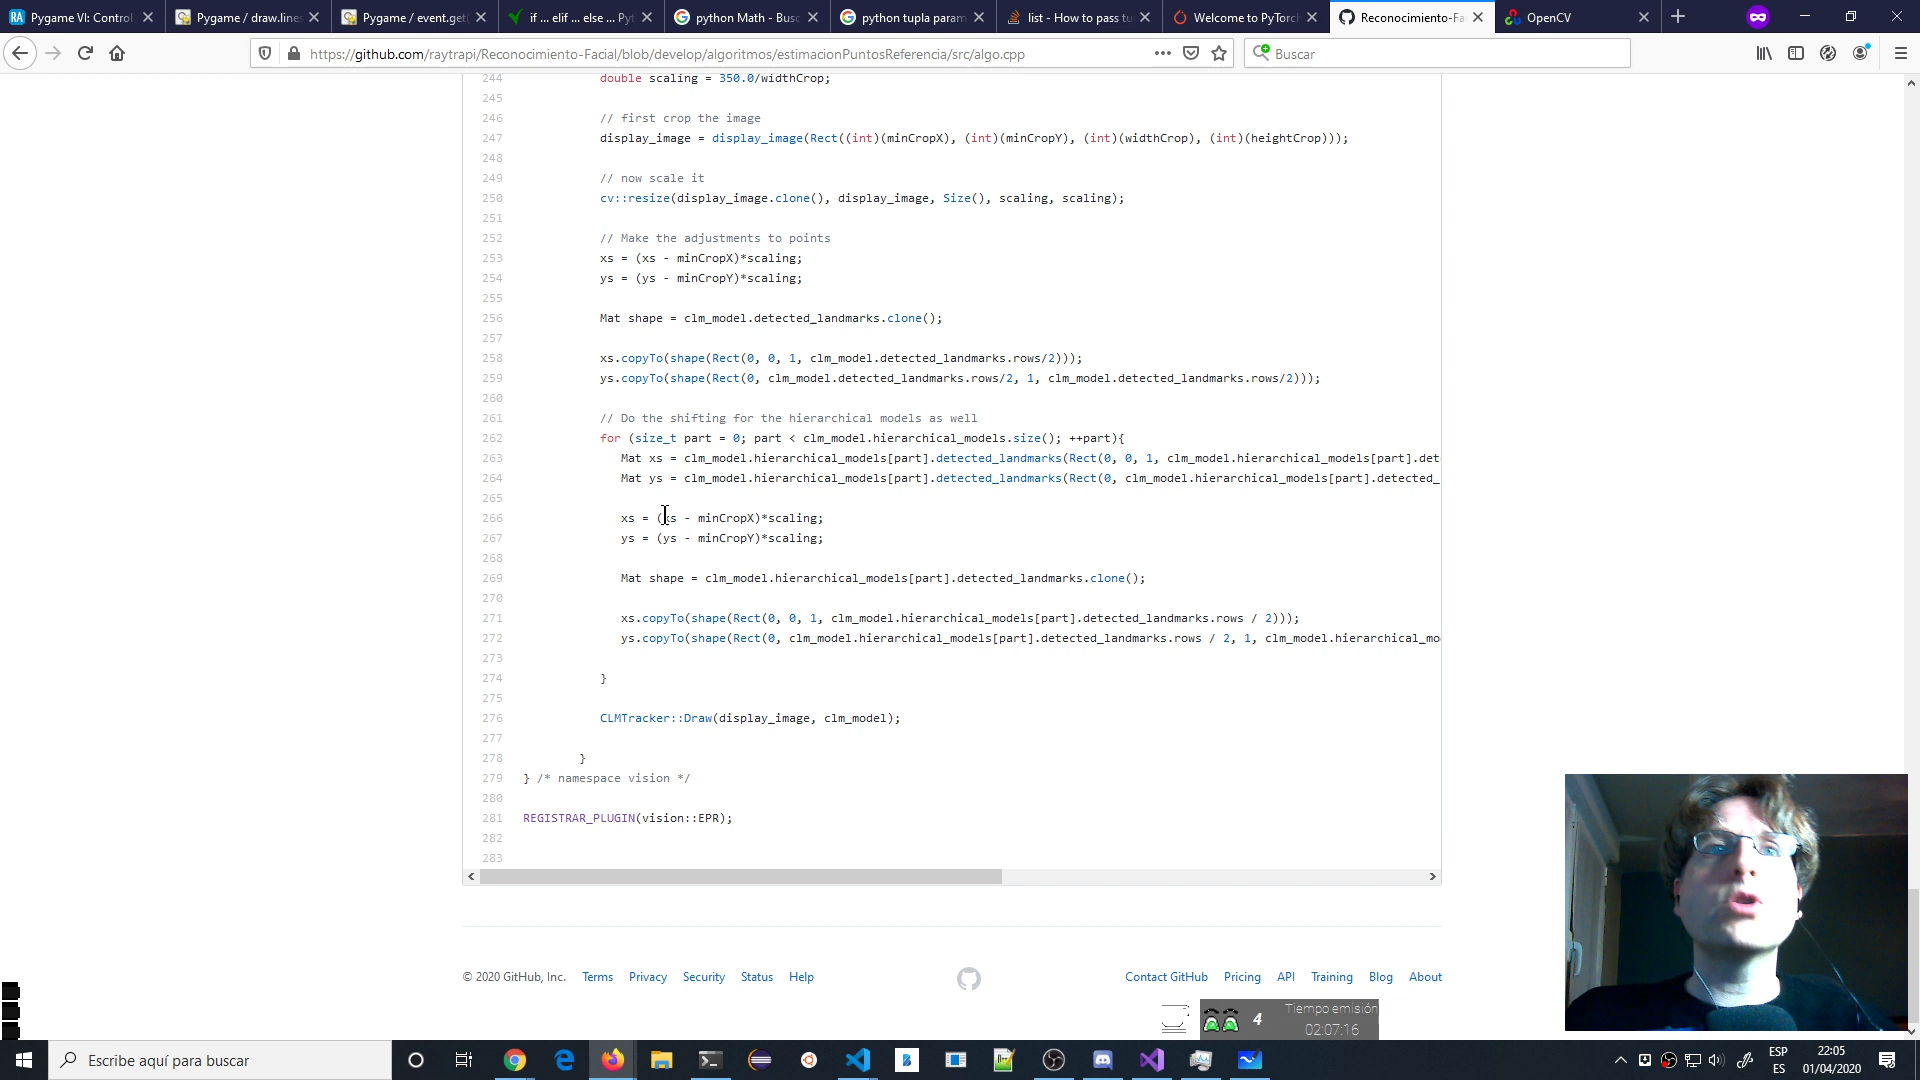 Pygame VI: Control
Pygame / draw.lines
Pygame / event.get(
if ... elif ... else ... Pyt
python Math - Busc
python tupla param
list - How to pass tu
Welcome to PyTorch
Reconocimiento-Fa
OpenCV
https://github.com/raytrapi/Reconocimiento-Facial/blob/develop/algoritmos/estimacionPuntosReferencia/src/algo.cpp
Buscar
244 double scaling = 350.0/widthCrop;
245
246 // first crop the image
247 display_image = display_image(Rect((int)(minCropX), (int)(minCropY), (int)(widthCrop), (int)(heightCrop)));
248
249 // now scale it
250 cv::resize(display_image.clone(), display_image, Size(), scaling, scaling);
251
252 // Make the adjustments to points
253 xs = (xs - minCropX)*scaling;
254 ys = (ys - minCropY)*scaling;
255
256 Mat shape = clm_model.detected_landmarks.clone();
257
258 xs.copyTo(shape(Rect(0, 0, 1, clm_model.detected_landmarks.rows/2)));
259 ys.copyTo(shape(Rect(0, clm_model.detected_landmarks.rows/2, 1, clm_model.detected_landmarks.rows/2)));
260
261 // Do the shifting for the hierarchical models as well
262 for (size_t part = 0; part < clm_model.hierarchical_models.size(); ++part){
263 Mat xs = clm_model.hierarchical_models[part].detected_landmarks(Rect(0, 0, 1, clm_model.hierarchical_models[part].det
264 Mat ys = clm_model.hierarchical_models[part].detected_landmarks(Rect(0, clm_model.hierarchical_models[part].detected_
265
266 xs = (xs - minCropX)*scaling;
267 ys = (ys - minCropY)*scaling;
268
269 Mat shape = clm_model.hierarchical_models[part].detected_landmarks.clone();
270
271 xs.copyTo(shape(Rect(0, 0, 1, clm_model.hierarchical_models[part].detected_landmarks.rows / 2)));
272 ys.copyTo(shape(Rect(0, clm_model.hierarchical_models[part].detected_landmarks.rows / 2, 1, clm_model.hierarchical_mo
273
274 }
275
276 CLMTracker::Draw(display_image, clm_model);
277
278 }
279 } /* namespace vision */
280
281 REGISTRAR_PLUGIN(vision::EPR);
282
283
© 2020 GitHub, Inc. Terms Privacy Security Status Help Contact GitHub Pricing API Training Blog About
4 Tiempo emisión
02:07:16
Escribe aquí para buscar
ESP
ES
22:05
01/04/2020